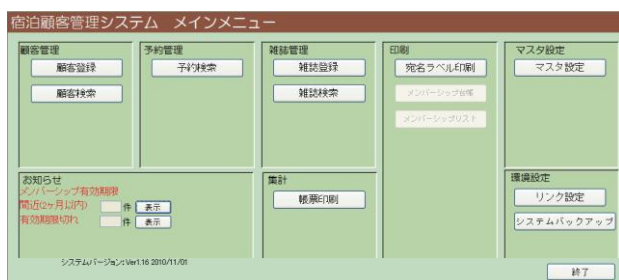 宿泊顧客管理システム メインメニュー
顧客管理
顧客登録
顧客検索
予約管理
予約検索
雑誌管理
雑誌登録
雑誌検索
印刷
宛名ラベル印刷
メンバーシップ台帳
メンバーシップリスト
マスタ設定
マスタ設定
お知らせ
メンバーシップ有効期限
間近(2ヶ月以内) 件 表示
有効期限切れ 件 表示
集計
帳票印刷
環境設定
リンク設定
システムバックアップ
システムバージョン:Ver1.16 2010/11/01
終了